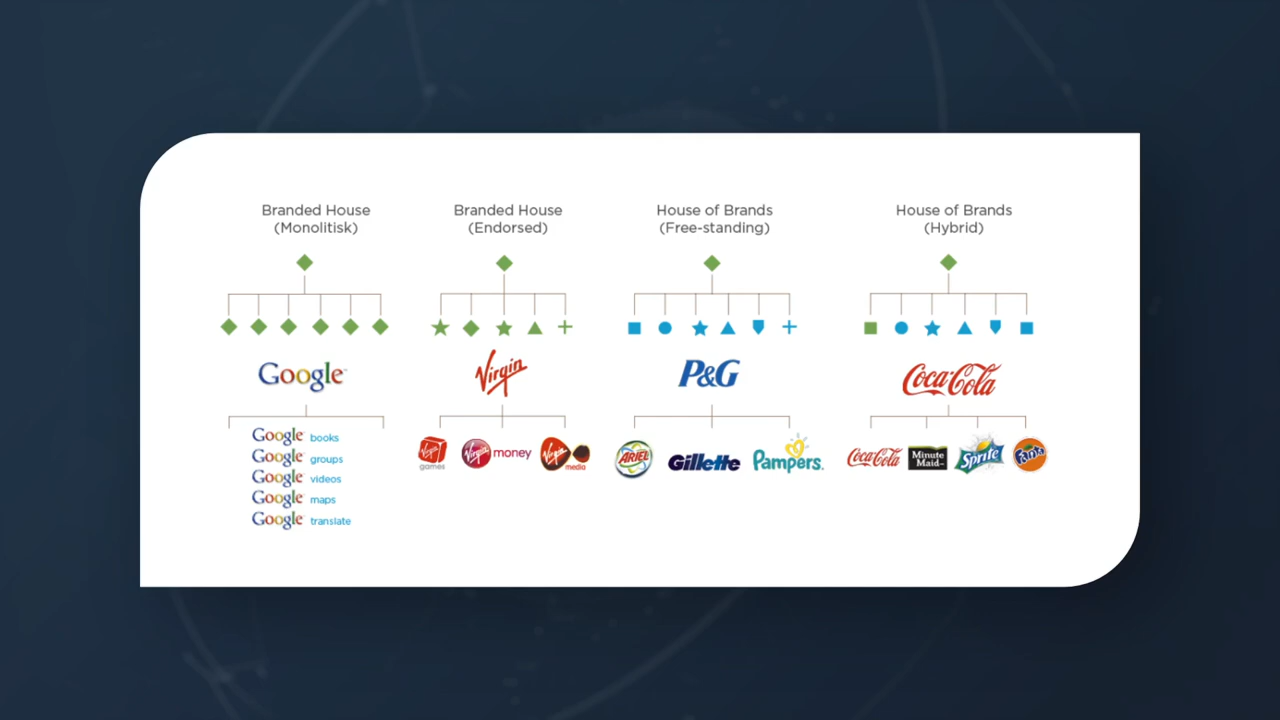 Branded House
(Monolitisk)
Branded House
(Endorsed)
House of Brands
(Free-standing)
House of Brands
(Hybrid)
Google
Virgin
P&G
Coca-Cola
Google books
Google groups
Google videos
Google maps
Google translate
Virgin
games
Virgin money
Virgin
media
ARIEL
Gillette
Pampers.
Coca-Cola
Minute
Maid
Sprite
Fanta